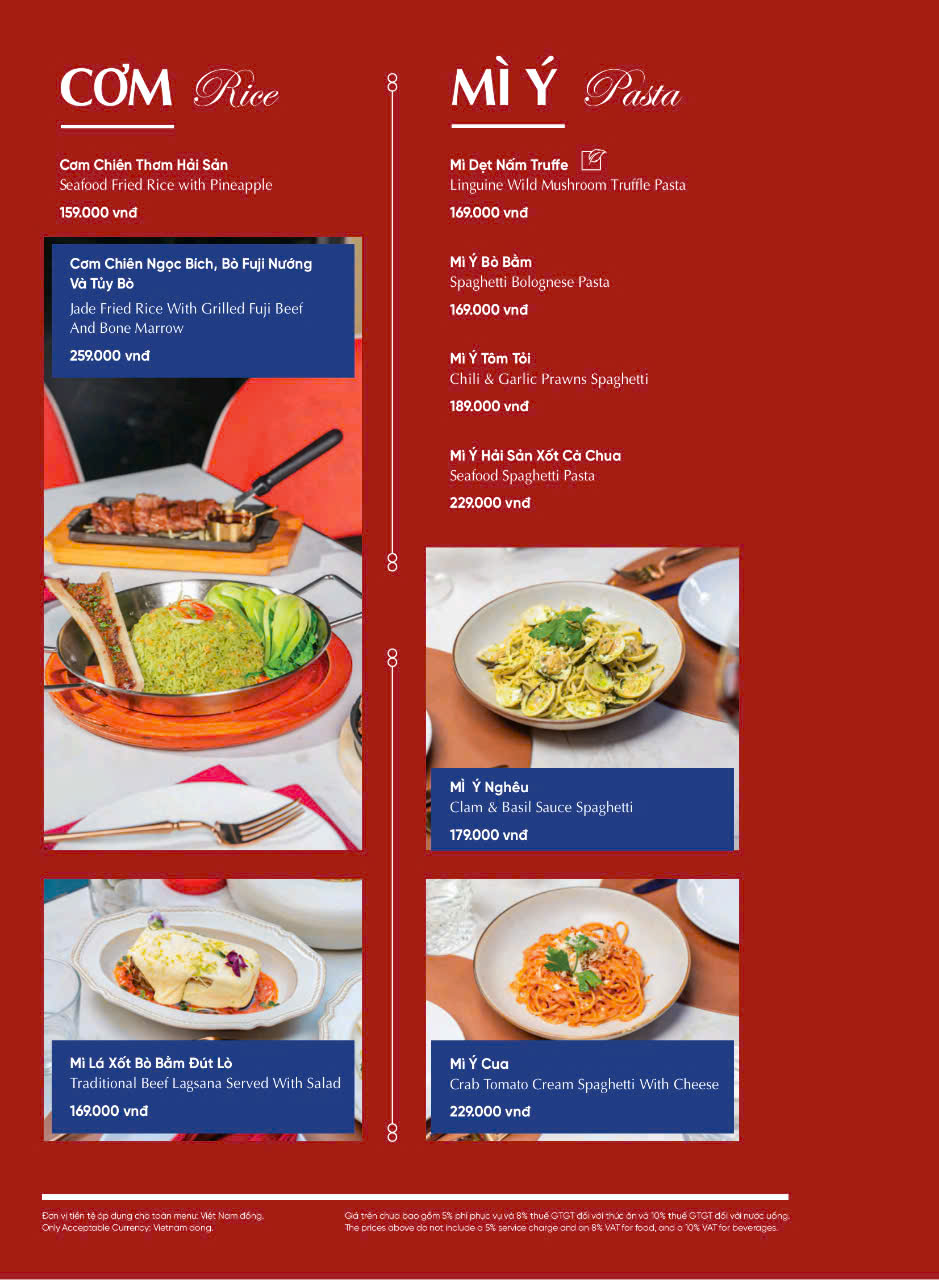 CƠM Rice
Cơm Chiên Thơm Hải Sản
Seafood Fried Rice with Pineapple
159.000 vnđ
Cơm Chiên Ngọc Bích, Bò Fuji Nướng
Và Tủy Bò
Jade Fried Rice With Grilled Fuji Beef
And Bone Marrow
259.000 vnđ
Mì Lá Xốt Bò Bằm Đút Lò
Traditional Beef Lagsana Served With Salad
169.000 vnđ
MÌ Ý Pasta
Mì Dẹt Nấm Truffe
Linguine Wild Mushroom Truffle Pasta
169.000 vnđ
Mì Ý Bò Bằm
Spaghetti Bolognese Pasta
169.000 vnđ
Mì Ý Tôm Tỏi
Chili & Garlic Prawns Spaghetti
189.000 vnđ
Mì Ý Hải Sản Xốt Cà Chua
Seafood Spaghetti Pasta
229.000 vnđ
MÌ Ý Nghêu
Clam & Basil Sauce Spaghetti
179.000 vnđ
Mì Ý Cua
Crab Tomato Cream Spaghetti With Cheese
229.000 vnđ
Đơn vị tiền tệ áp dụng cho toàn menu: Việt Nam đồng.
Only Acceptable Currency: Vietnam dong.
Giá trên chưa bao gồm 5% phí phục vụ và 8% thuế GTGT đối với thức ăn và 10% thuế GTGT đối với nước uống.
The prices above do not include a 5% service charge and an 8% VAT for food, and a 10% VAT for beverages.